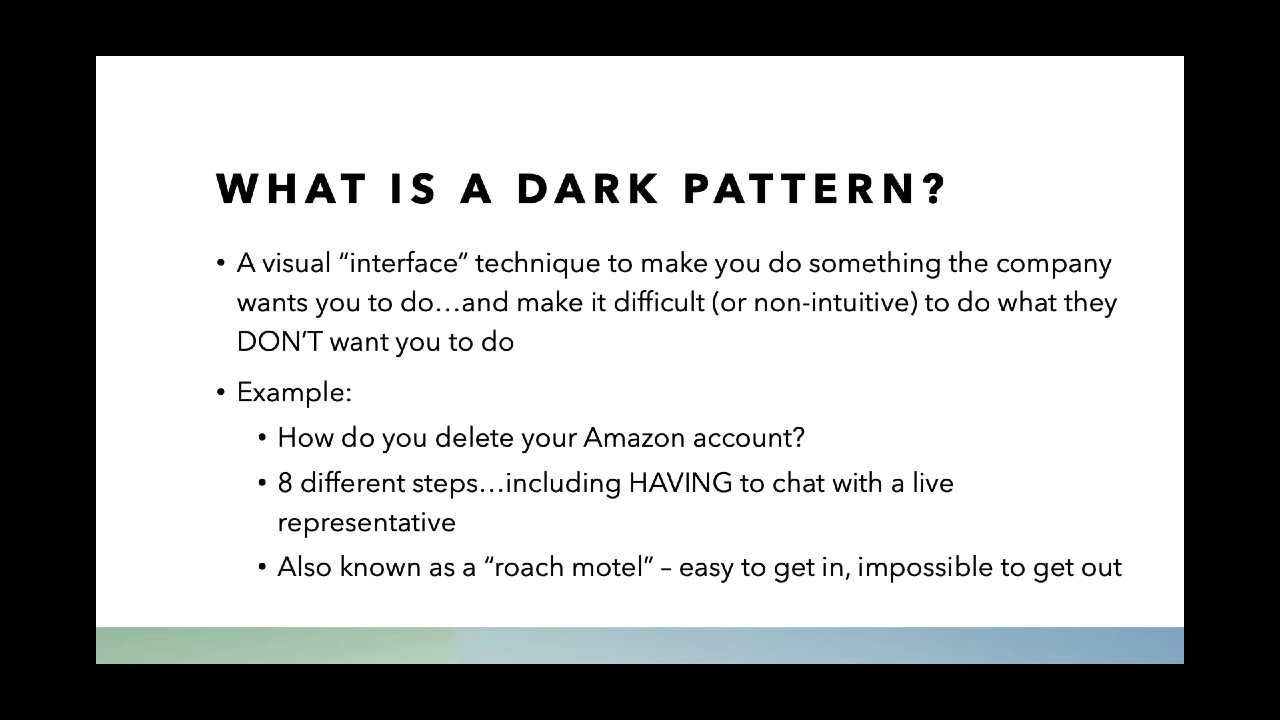 WHAT IS A DARK PATTERN?
• A visual “interface” technique to make you do something the company
wants you to do…and make it difficult (or non-intuitive) to do what they
DON’T want you to do
• Example:
• How do you delete your Amazon account?
• 8 different steps…including HAVING to chat with a live
representative
• Also known as a “roach motel” – easy to get in, impossible to get out